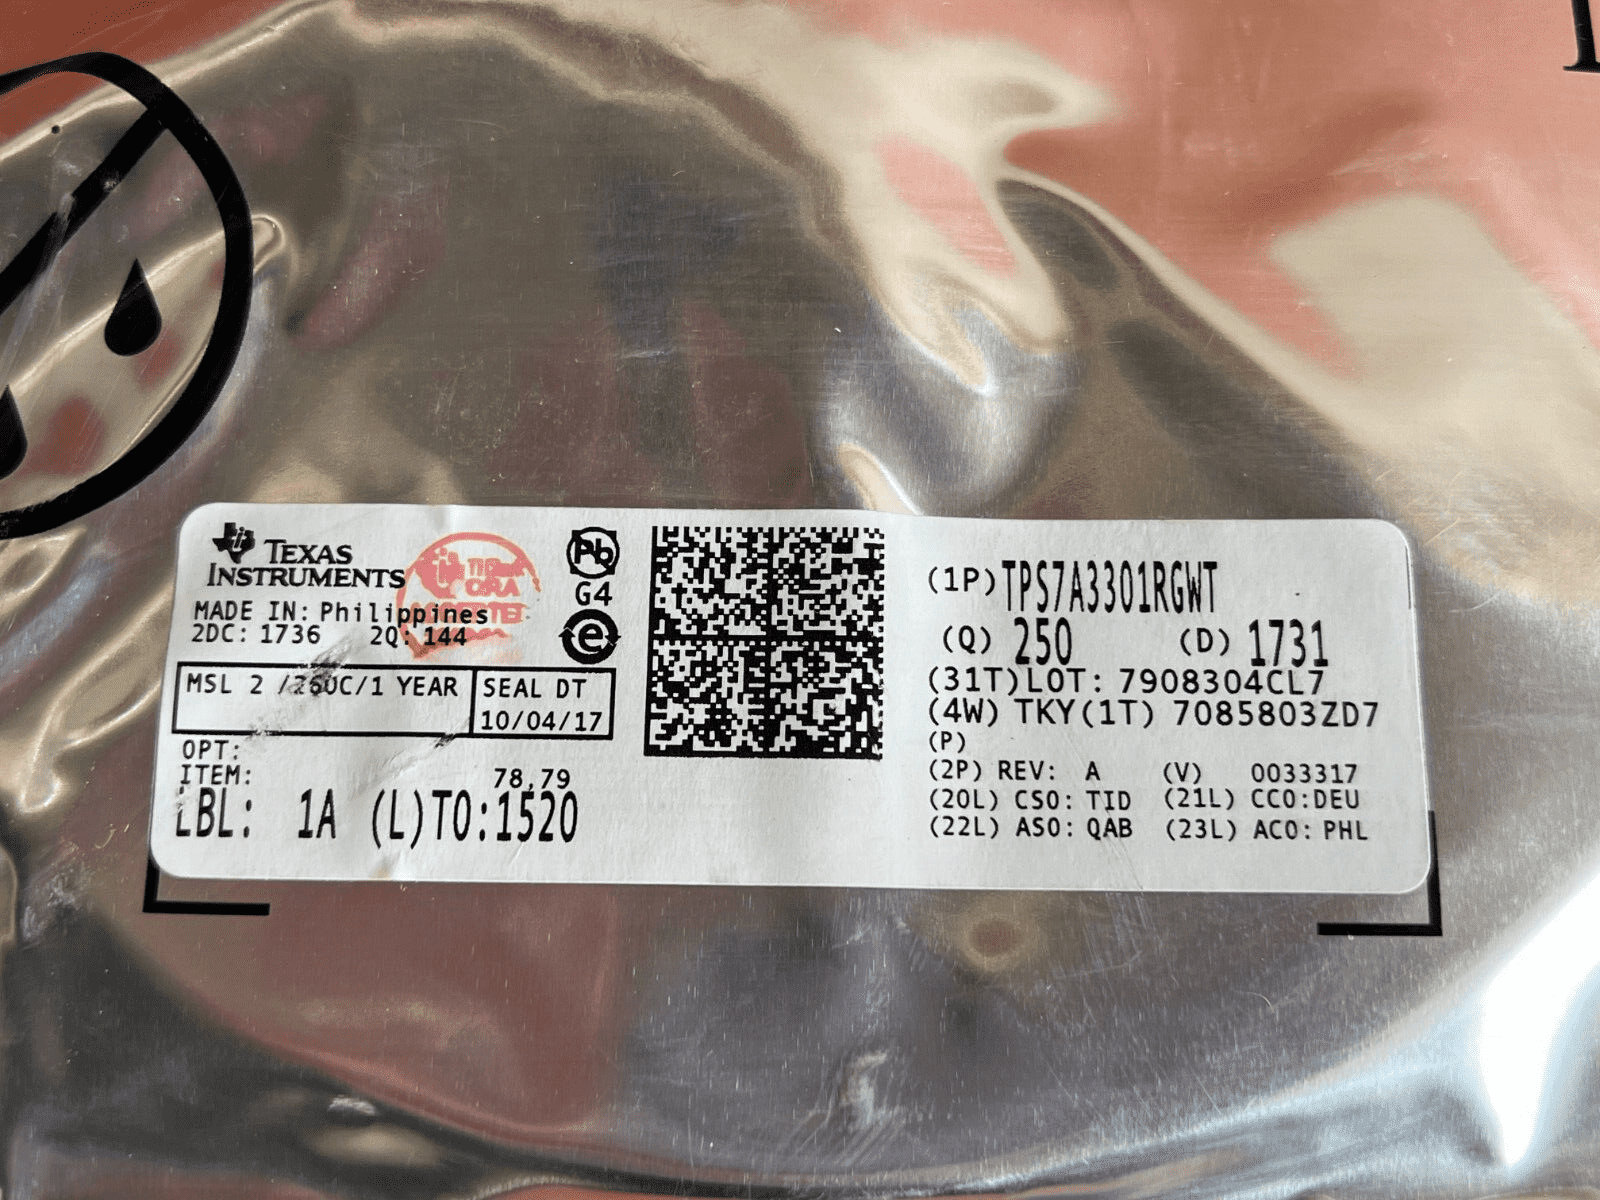 TEXAS
INSTRUMENTS
MADE IN: Philippines
2DC: 1736 2Q: 144
Pb
G4
e
MSL 2 /260C/1 YEAR
SEAL DT
10/04/17
OPT:
ITEM:
78,79
LBL: 1A (L)TO:1520
(1P)TPS7A3301RGWT
(Q) 250 (D) 1731
(31T)LOT: 7908304CL7
(4W) TKY(1T) 7085803ZD7
(P)
(2P) REV: A (V) 0033317
(20L) CSO: TID (21L) CCO:DEU
(22L) ASO: QAB (23L) ACO: PHL